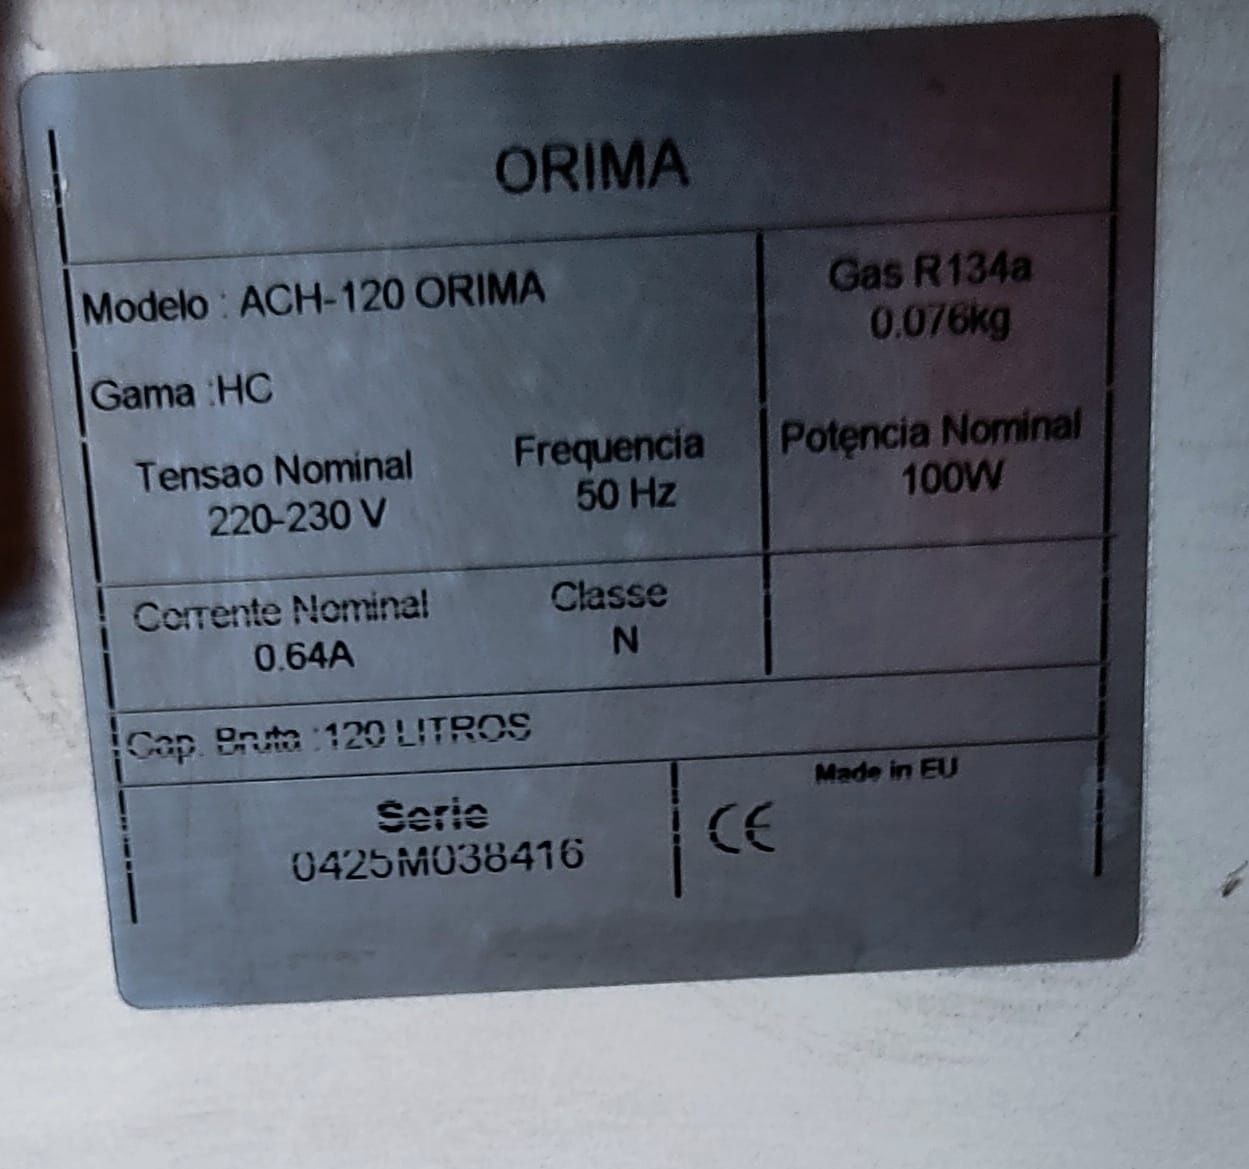 ORIMA
Modelo : ACH-120 ORIMA
Gas R134a
0.076kg
Gama :HC
Tensao Nominal
220-230 V
Frequencia
50 Hz
Potencia Nominal
100W
Corrente Nominal
0.64A
Classe
N
Cap. Bruta :120 LITROS
Serie
0425M038416
CE
Made in EU